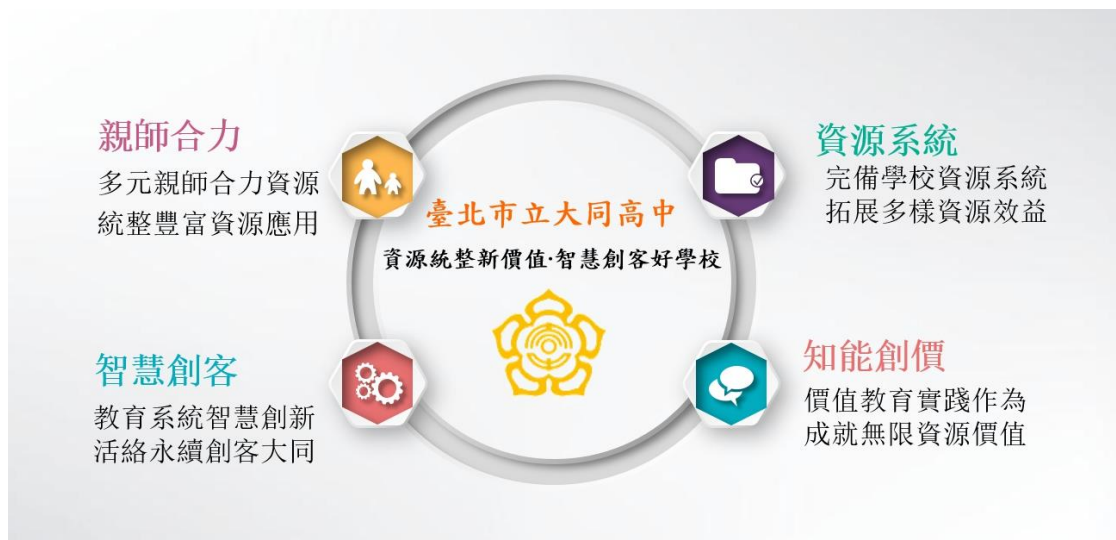 親師合力
多元親師合力資源
統整豐富資源應用
資源系統
完備學校資源系統
拓展多樣資源效益
臺北市立大同高中
資源統整新價值·智慧創客好學校
智慧創客
教育系統智慧創新
活絡永續創客大同
知能創價
價值教育實踐作為
成就無限資源價值